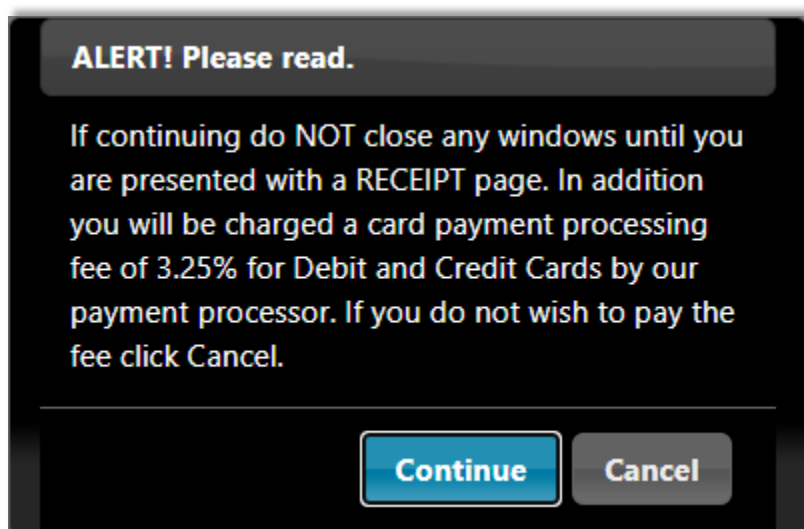 ALERT! Please read.
If continuing do NOT close any windows until you
are presented with a RECEIPT page. In addition
you will be charged a card payment processing
fee of 3.25% for Debit and Credit Cards by our
payment processor. If you do not wish to pay the
fee click Cancel.
Continue Cancel